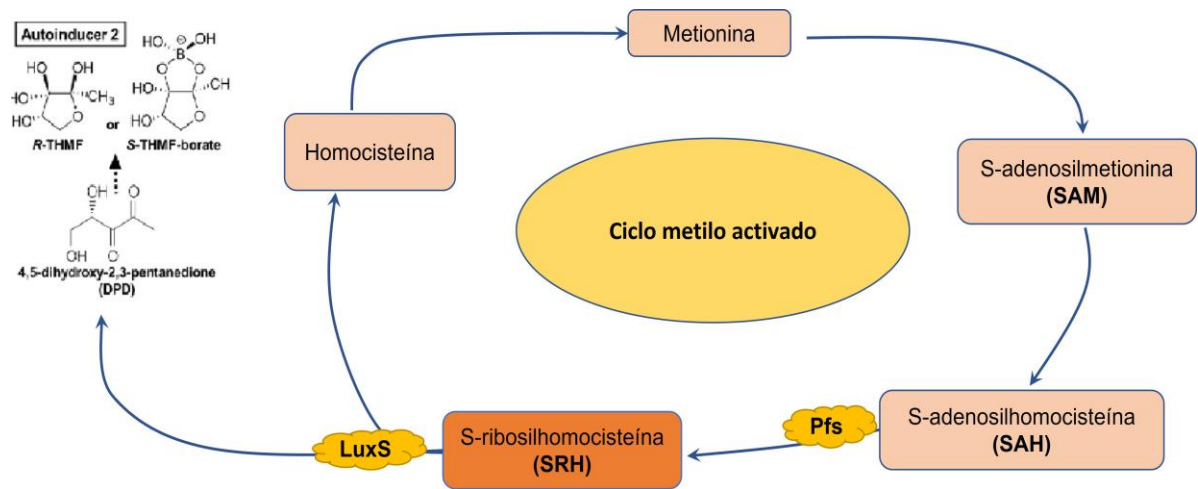 Autoinducer 2
HO
OH
HO
HO
CH₃
O
R-THMF
or
HO
⊖
OH
B
O
O
HO
CH
HO
O
S-THMF-borate
OH
O
OH
O
4,5-dihydroxy-2,3-pentanedione
(DPD)
Metionina
Homocisteína
S-adenosilmetionina
(SAM)
Ciclo metilo activado
S-adenosilhomocisteína
(SAH)
Pfs
S-ribosilhomocisteína
(SRH)
LuxS